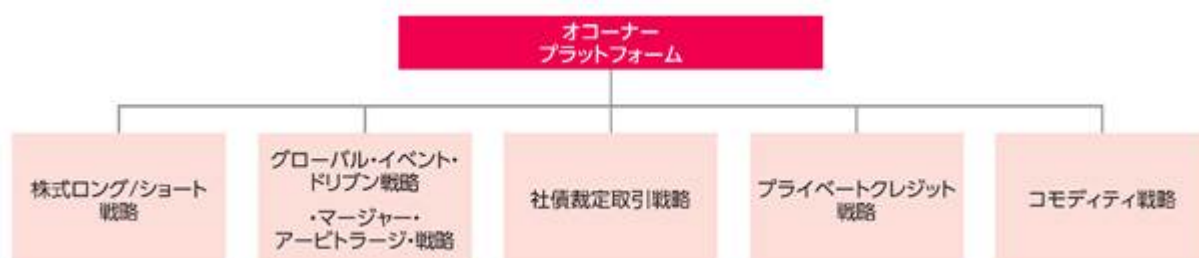 オコーナー
プラットフォーム
株式ロング/ショート
戦略
グローバル・イベント・
ドリブン戦略
・マージャー・
アービトラージ・戦略
社債裁定取引戦略
プライベートクレジット
戦略
コモディティ戦略